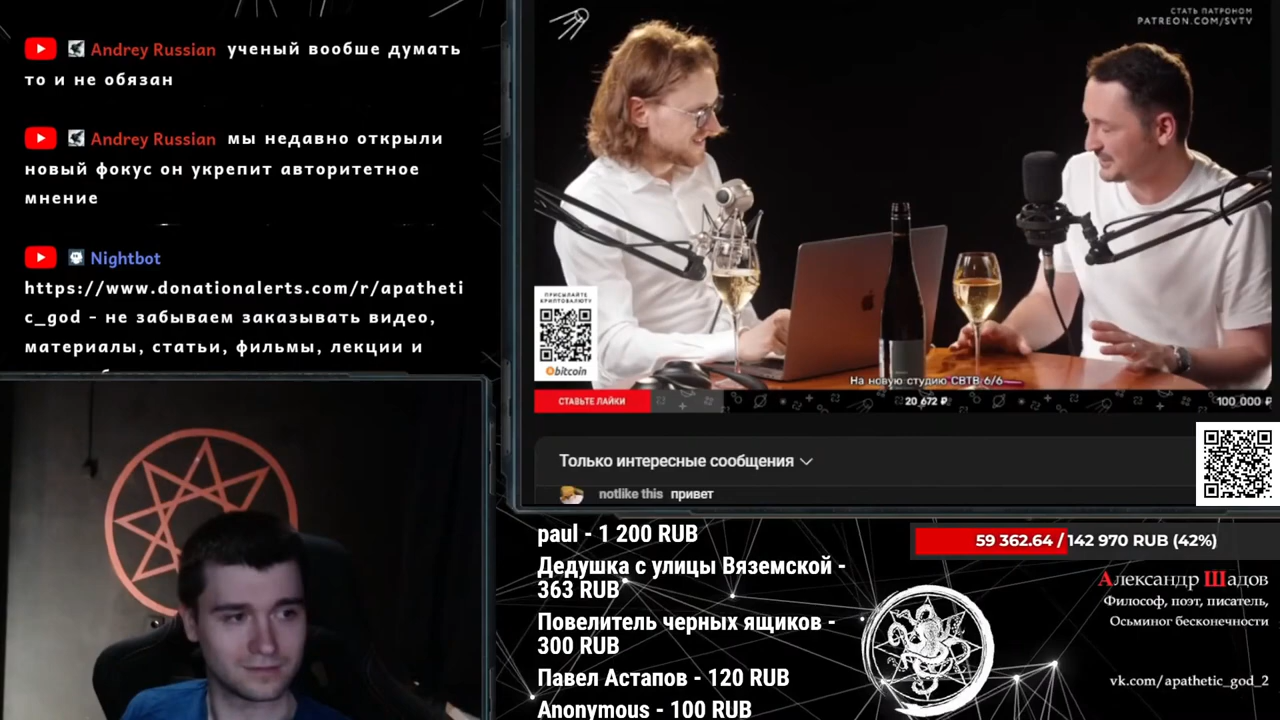 Andrey Russian ученый вообше думать
то и не обязан
Andrey Russian мы недавно открыли
новый фокус он укрепит авторитетное
мнение
Nightbot
https://www.donationalerts.com/r/apatheti
c_god - не забываем заказывать видео,
материалы, статьи, фильмы, лекции и
СТАТЬ ПАТРОНОМ
PATREON.COM/SVTV
ПРИСЫЛАЙТЕ
КРИПТОВАЛЮТУ
bitcoin
На новую студию СВТВ 6/6
СТАВЬТЕ ЛАЙКИ
20 672 ₽
100 000 ₽
Только интересные сообщения
notlike this привет
paul - 1 200 RUB
Дедушка с улицы Вяземской -
363 RUB
Повелитель черных ящиков -
300 RUB
Павел Астапов - 120 RUB
Anonymous - 100 RUB
59 362.64 / 142 970 RUB (42%)
Александр Шадов
Философ, поэт, писатель,
Осьминог бесконечности
vk.com/apathetic_god_2